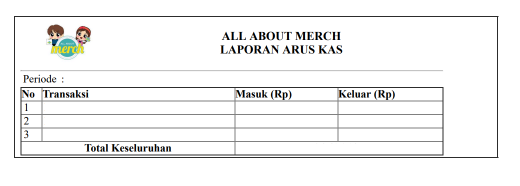 merch
ALL ABOUT MERCH
LAPORAN ARUS KAS
Periode :
No Transaksi Masuk (Rp) Keluar (Rp)
1
2
3
Total Keseluruhan